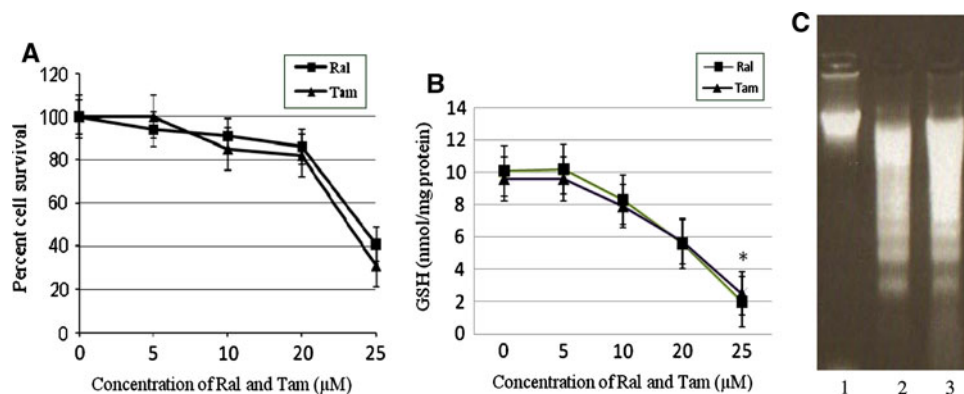 A
Ral
Tam
Percent cell survival
120
100
80
60
40
20
0
0 5 10 20 25
Concentration of Ral and Tam (µM)
B
Ral
Tam
GSH (nmol/mg protein)
14
12
10
8
6
4
2
0
*
0 5 10 20 25
Concentration of Ral and Tam (µM)
C
1 2 3